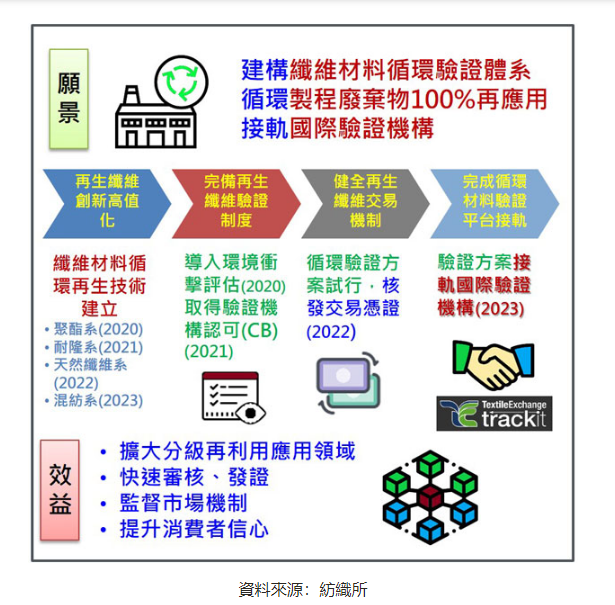 願景
建構纖維材料循環驗證體系
循環製程廢棄物100%再應用
接軌國際驗證機構
再生纖維
創新高值
化
完備再生
纖維驗證
制度
健全再生
纖維交易
機制
完成循環
材料驗證
平台接軌
纖維材料循
環再生技術
建立
• 聚酯系(2020)
• 耐隆系(2021)
• 天然纖維系
(2022)
• 混紡系(2023)
導入環境衝
擊評估(2020)
取得驗證機
構認可(CB)
(2021)
循環驗證方
案試行，核
發交易憑證
(2022)
驗證方案接
軌國際驗證
機構(2023)
TextileExchange
trackit
效益
• 擴大分級再利用應用領域
• 快速審核、發證
• 監督市場機制
• 提升消費者信心
資料來源：紡織所